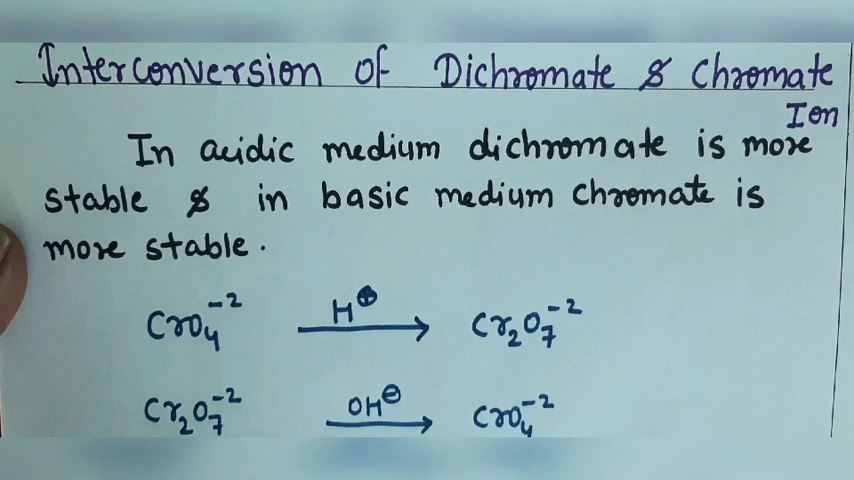 Interconversion of Dichromate & Chromate
Ion
In acidic medium dichromate is more
stable & in basic medium chromate is
more stable.
CrO₄⁻² H⊕ → Cr₂O₇⁻²
Cr₂O₇⁻² OH⊖ → CrO₄⁻²